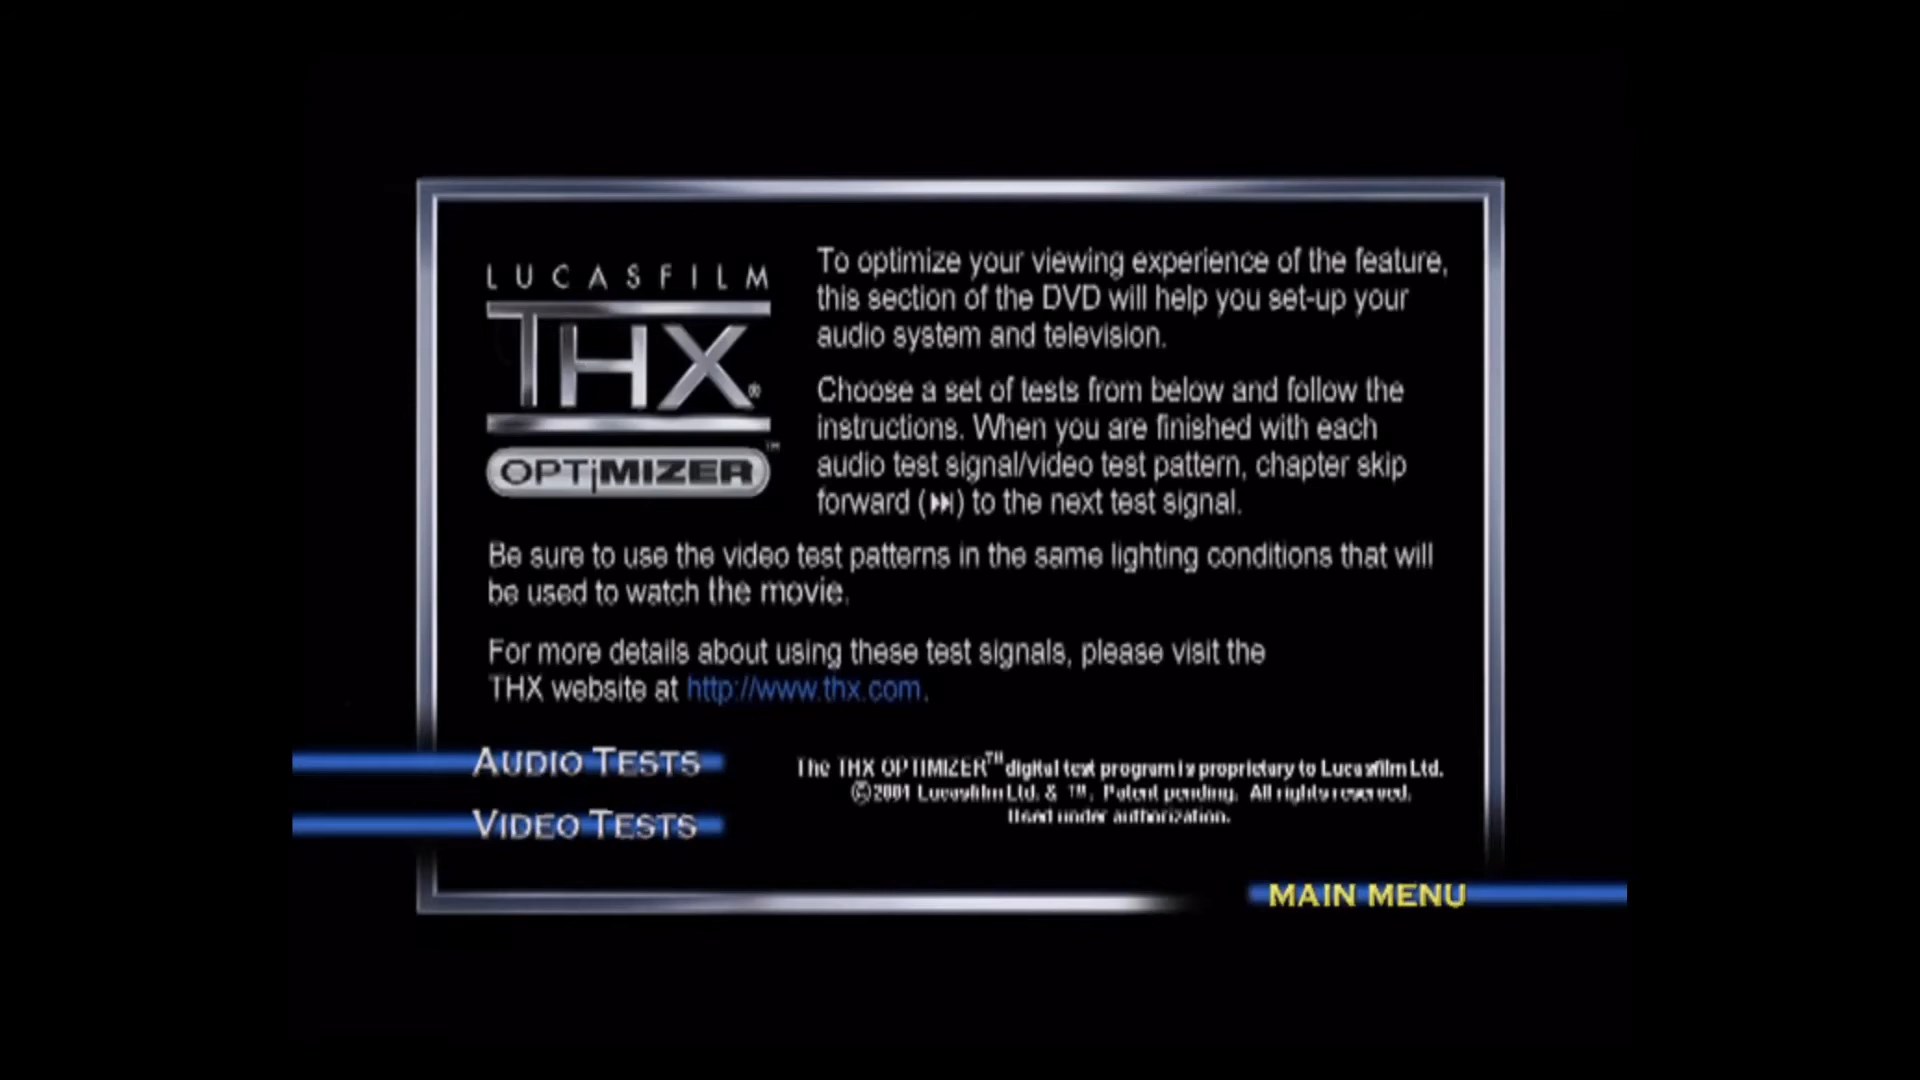 LUCASFILM
THX®
OPTiMIZER™
To optimize your viewing experience of the feature,
this section of the DVD will help you set-up your
audio system and television.
Choose a set of tests from below and follow the
instructions. When you are finished with each
audio test signal/video test pattern, chapter skip
forward (⏭) to the next test signal.
Be sure to use the video test patterns in the same lighting conditions that will
be used to watch the movie.
For more details about using these test signals, please visit the
THX website at http://www.thx.com.
AUDIO TESTS
VIDEO TESTS
The THX OPTIMIZER™ digital test program is proprietary to Lucasfilm Ltd.
©2001 Lucasfilm Ltd. & ™. Patent pending. All rights reserved.
Used under authorization.
MAIN MENU